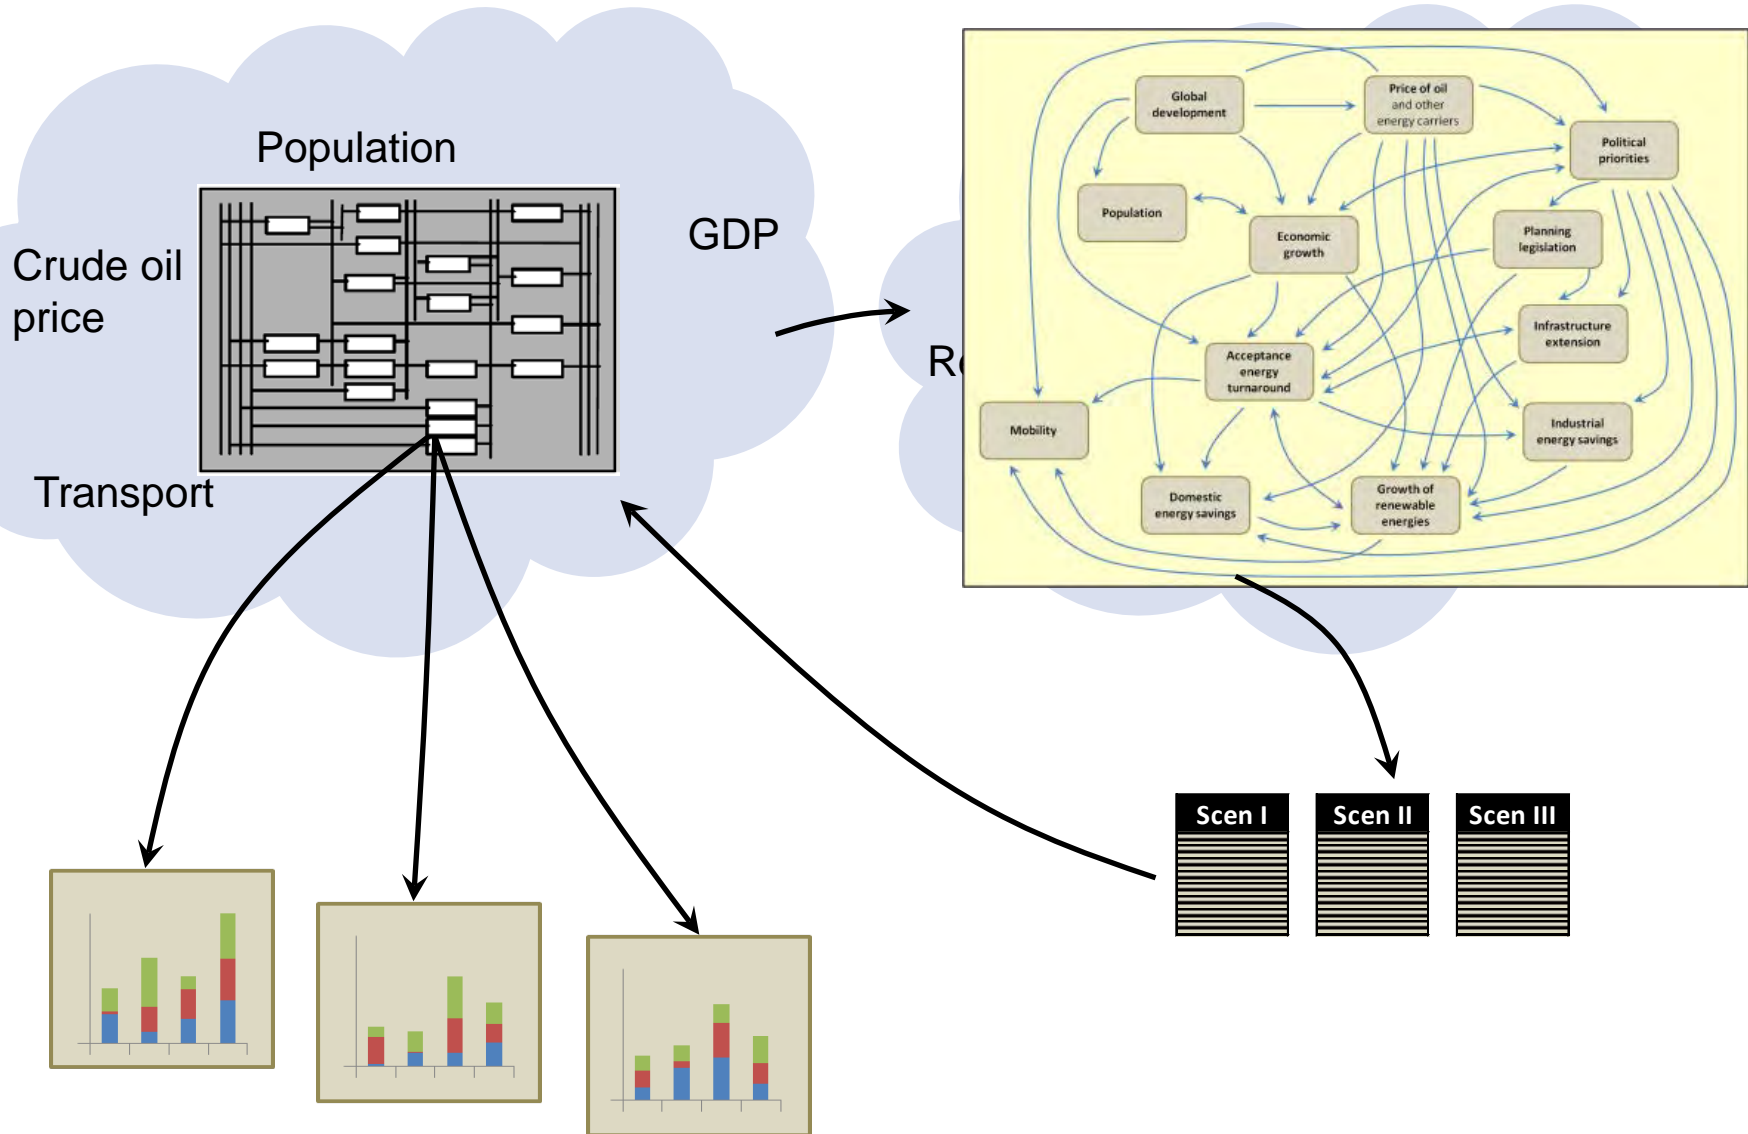 Population
GDP
Crude oil
price
Transport
Global
development
Price of oil
and other
energy carriers
Political
priorities
Population
Economic
growth
Planning
legislation
Infrastructure
extension
Acceptance
energy
turnaround
Mobility
Industrial
energy savings
Domestic
energy savings
Growth of
renewable
energies
Scen I
Scen II
Scen III